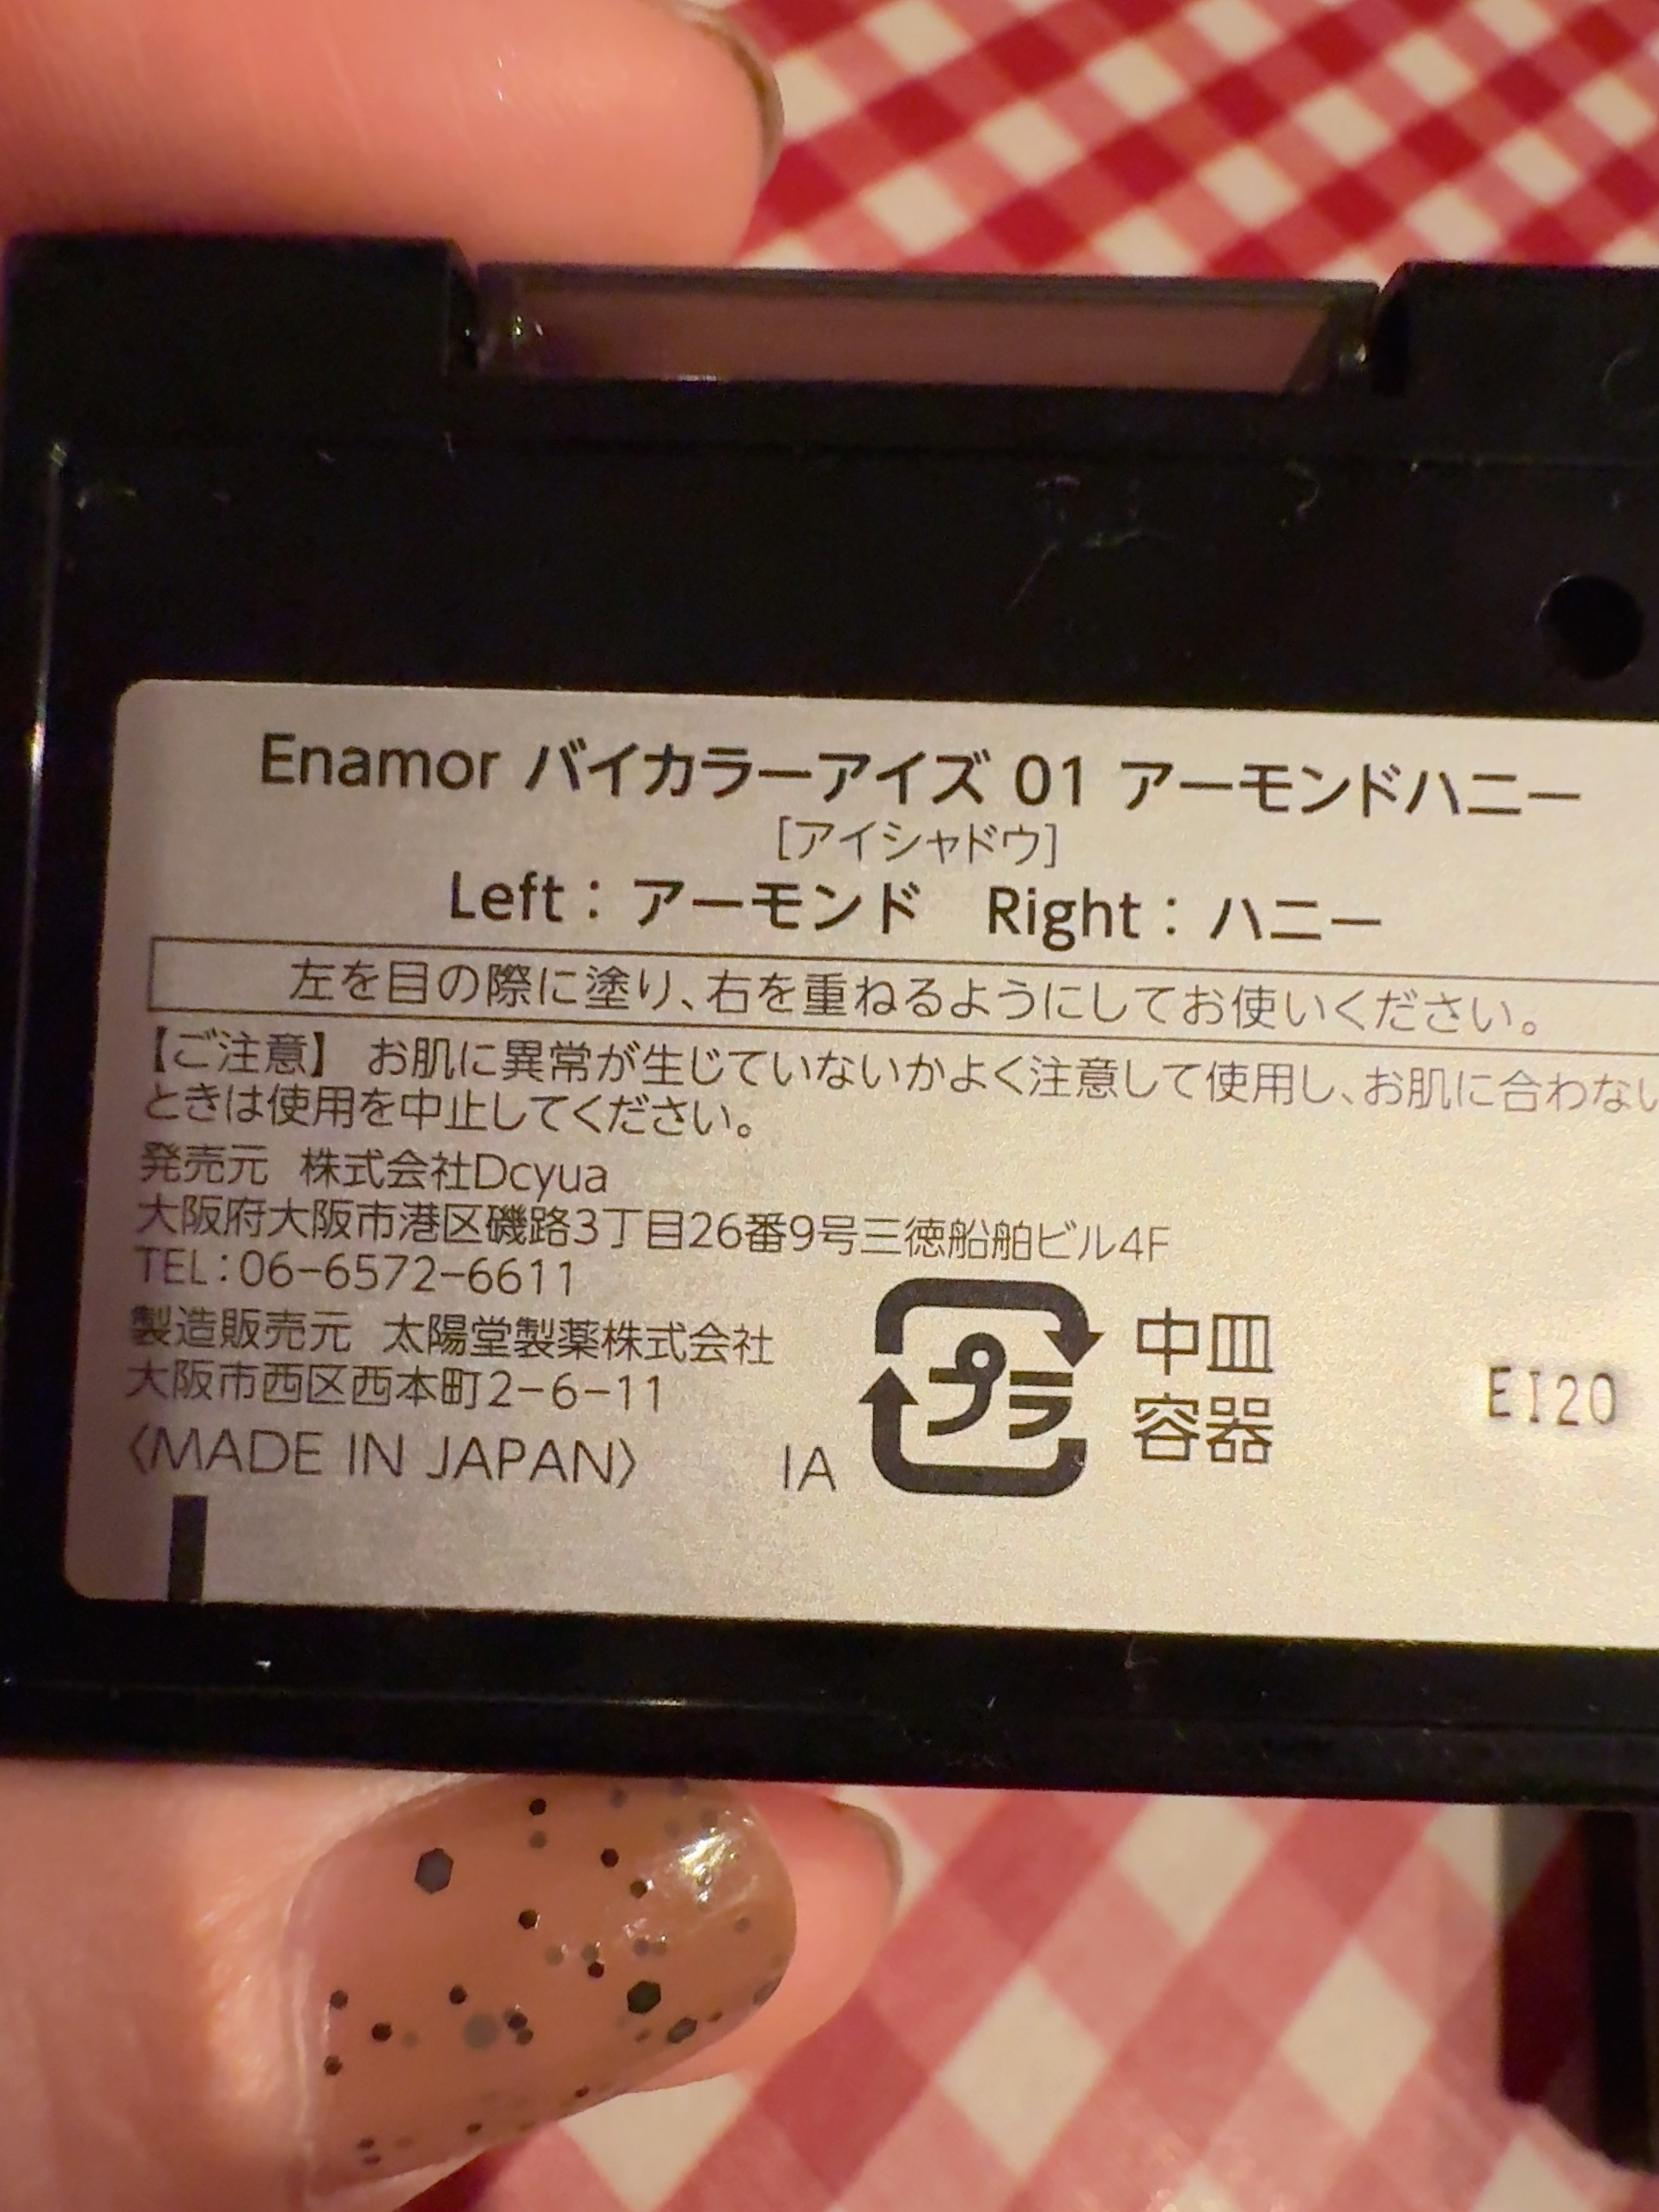 Enamor バイカラーアイズ 01 アーモンドハニー
[アイシャドウ]
Left：アーモンド Right：ハニー
左を目の際に塗り、右を重ねるようにしてお使いください。
【ご注意】 お肌に異常が生じていないかよく注意して使用し、お肌に合わない
ときは使用を中止してください。
発売元 株式会社Dcyua
大阪府大阪市港区磯路3丁目26番9号三徳船舶ビル4F
TEL：06-6572-6611
製造販売元 太陽堂製薬株式会社
大阪市西区西本町2-6-11
〈MADE IN JAPAN〉 IA
プラ
中皿
容器
EI20